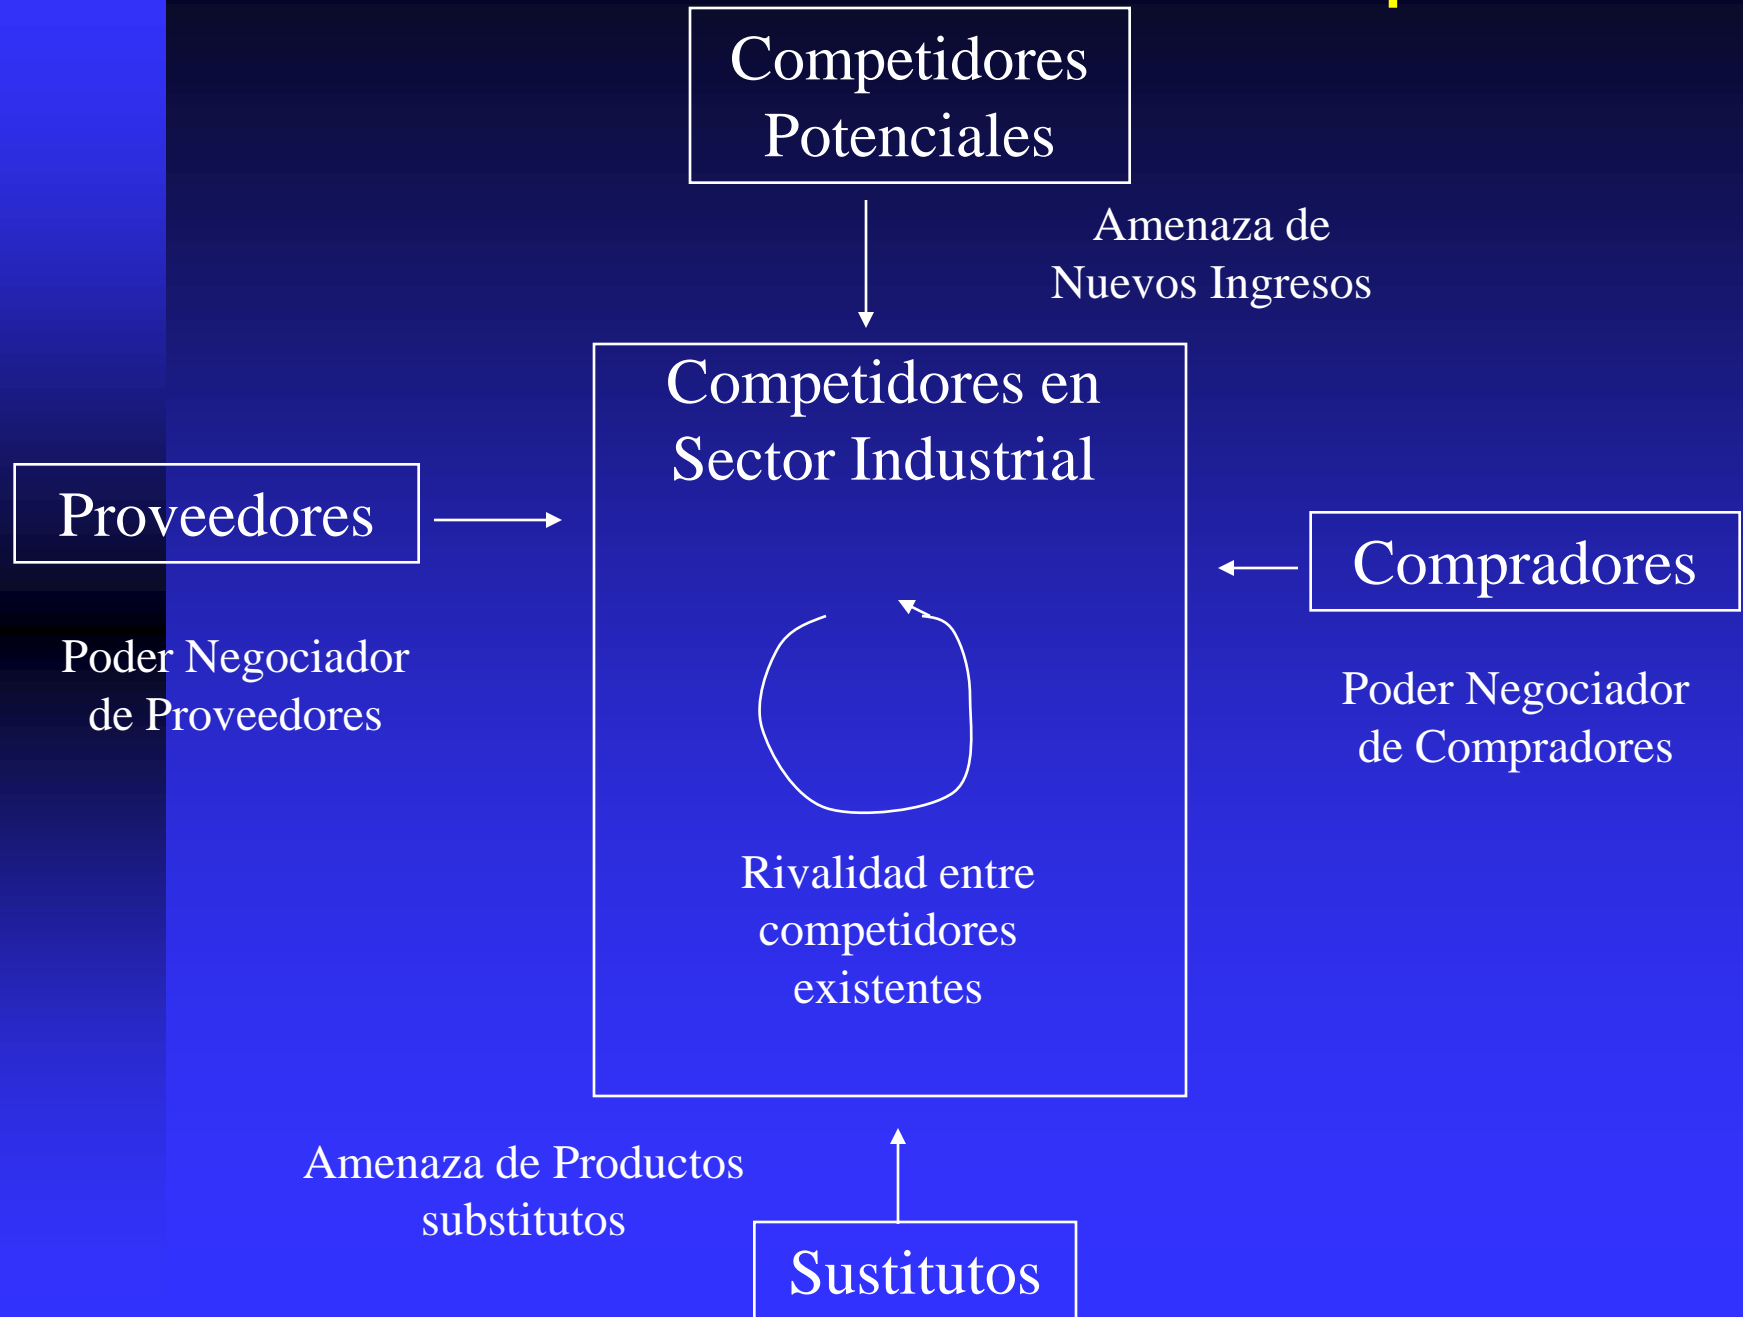 Competidores
Potenciales
Amenaza de
Nuevos Ingresos
Competidores en
Sector Industrial
Proveedores
Compradores
Poder Negociador
de Proveedores
Poder Negociador
de Compradores
Rivalidad entre
competidores
existentes
Amenaza de Productos
substitutos
Sustitutos